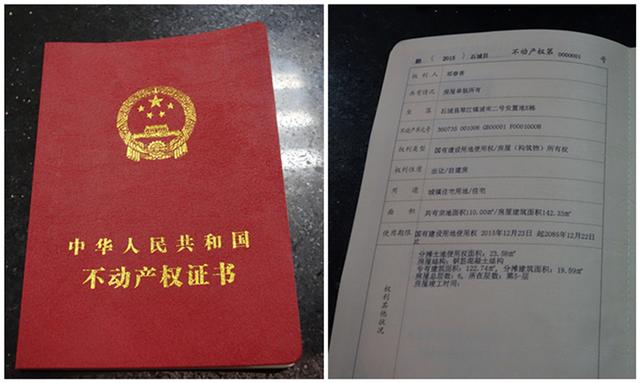 中华人民共和国
不动产权证书
(2015) 石城县 不动产权第 0000001 号
权利人
共有情况 房屋单独所有
坐落 石城县琴江镇城南二号安置地E栋
不动产单元号 360735 001006 GB00001 F00010008
权利类型 国有建设用地使用权/房屋(构筑物)所有权
权利性质 出让/自建房
用途 城镇住宅用地/住宅
面积 共有宗地面积110.00㎡/房屋建筑面积142.33㎡
使用期限 国有建设用地使用权 2015年12月23日 起2085年12月22日
止
分摊土地使用权面积:23.58㎡
房屋结构:钢筋混凝土结构
专有建筑面积:122.74㎡,分摊建筑面积:19.59㎡
房屋总层数:6,所在层数:第5-层
房屋竣工时间:
权利其他状况